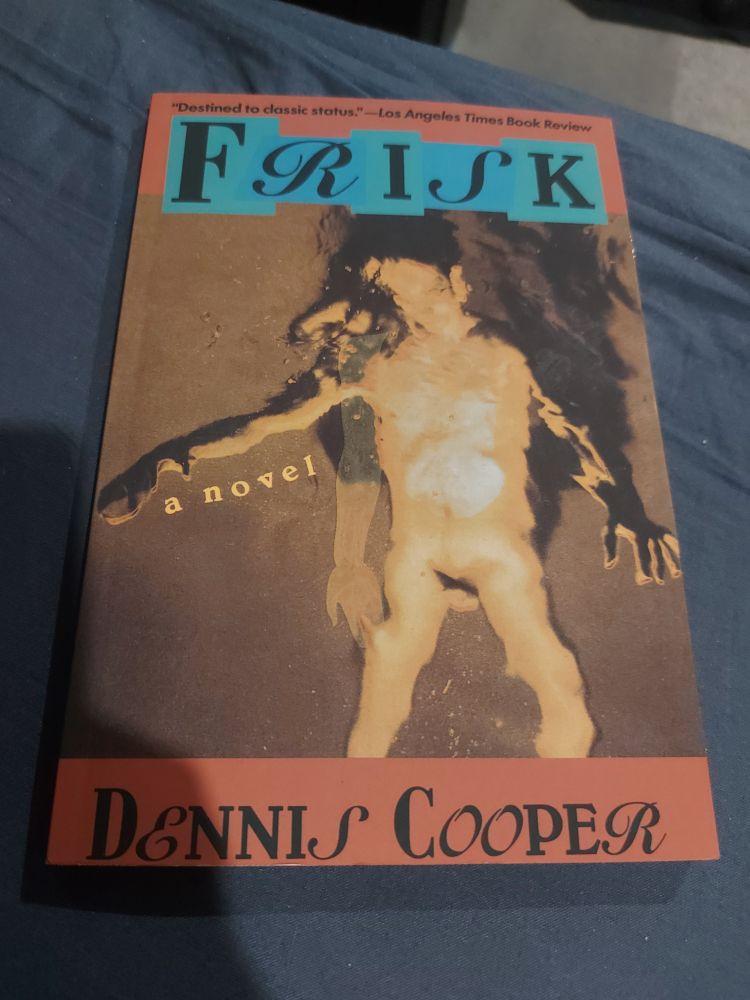 "Destined to classic status."—Los Angeles Times Book Review
FRISK
a novel
DENNIS COOPER